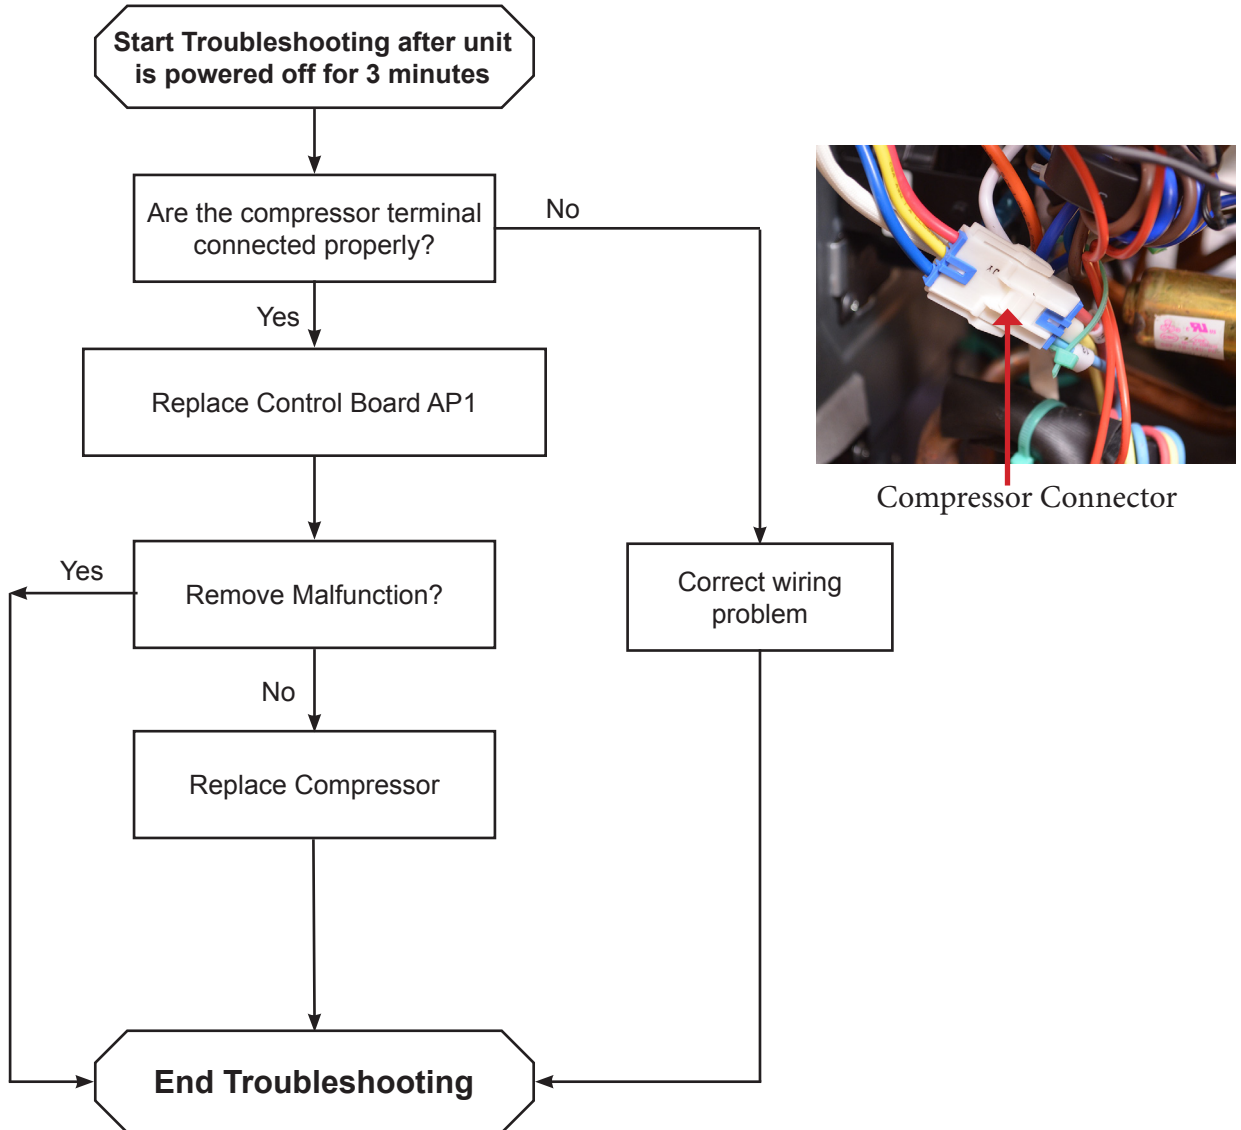 Start Troubleshooting after unit
is powered off for 3 minutes
Are the compressor terminal
connected properly?
No
Yes
Replace Control Board AP1
Remove Malfunction?
Yes
No
Correct wiring
problem
Replace Compressor
End Troubleshooting
Compressor Connector